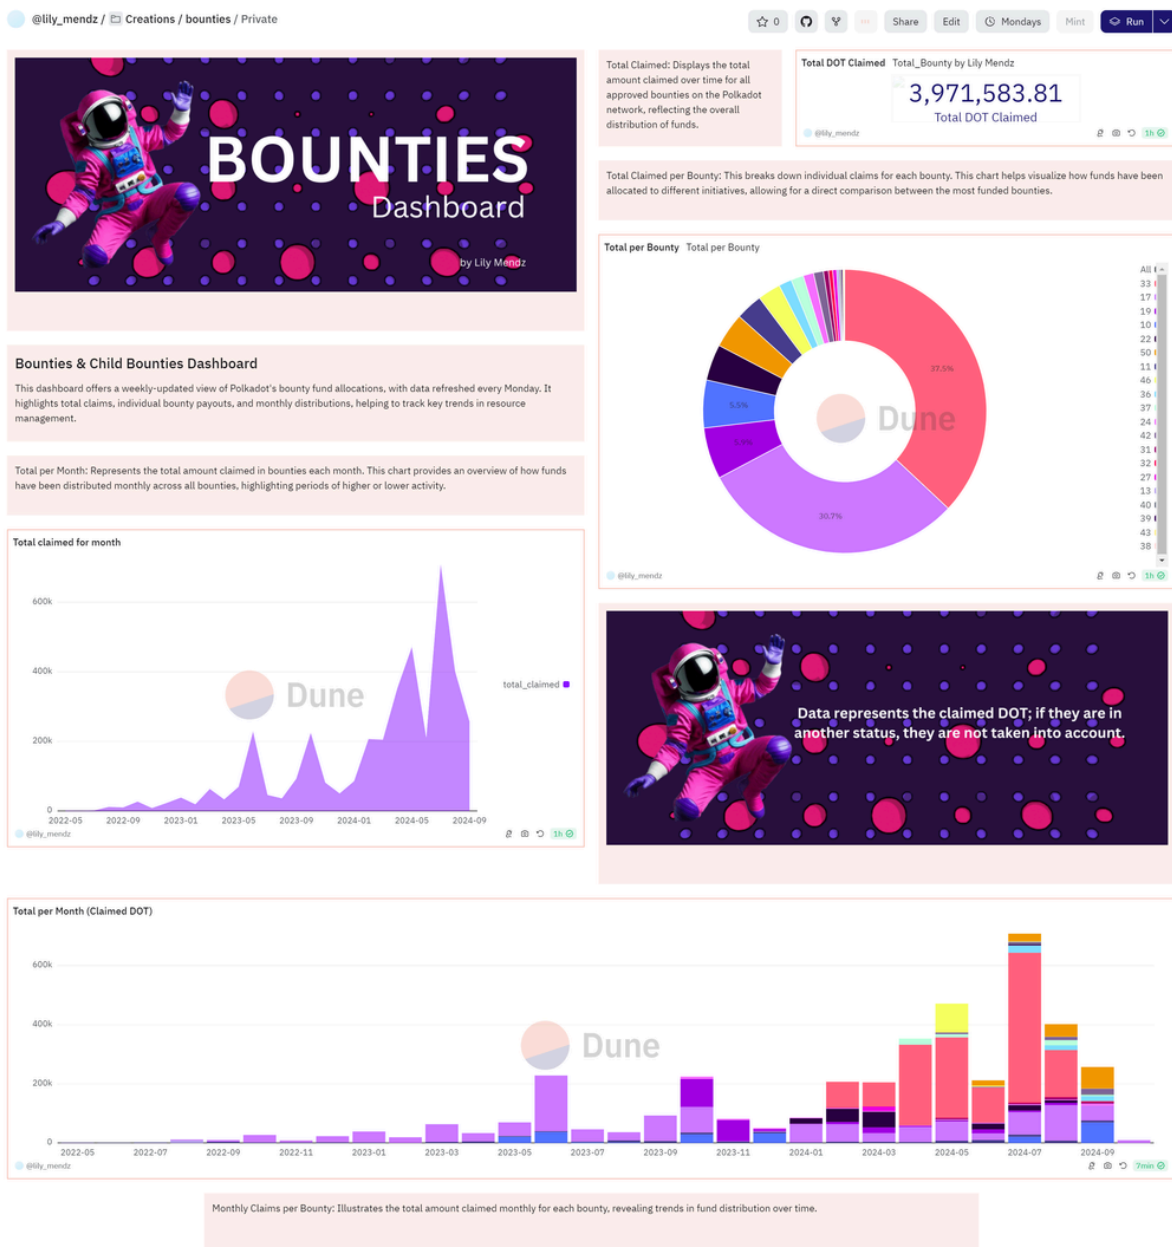 @lily_mendz / Creations / bounties / Private
0
Share
Edit
Mondays
Mint
Run
BOUNTIES
Dashboard
by Lily Mendz
Total Claimed: Displays the total
amount claimed over time for all
approved bounties on the Polkadot
network, reflecting the overall
distribution of funds.
Total DOT Claimed Total_Bounty by Lily Mendz
3,971,583.81
Total DOT Claimed
@lily_mendz
1h
Total Claimed per Bounty: This breaks down individual claims for each bounty. This chart helps visualize how funds have been
allocated to different initiatives, allowing for a direct comparison between the most funded bounties.
Bounties & Child Bounties Dashboard
This dashboard offers a weekly-updated view of Polkadot's bounty fund allocations, with data refreshed every Monday. It
highlights total claims, individual bounty payouts, and monthly distributions, helping to track key trends in resource
management.
Total per Month: Represents the total amount claimed in bounties each month. This chart provides an overview of how funds
have been distributed monthly across all bounties, highlighting periods of higher or lower activity.
Total per Bounty Total per Bounty
37.5%
30.7%
5.9%
5.5%
Dune
All
33
17
19
10
22
50
11
46
36
37
24
42
31
32
27
13
40
39
43
38
@lily_mendz
1h
Total claimed for month
600k
400k
200k
0
Dune
total_claimed
2022-05
2022-09
2023-01
2023-05
2023-09
2024-01
2024-05
2024-09
@lily_mendz
1h
Data represents the claimed DOT; if they are in
another status, they are not taken into account.
Total per Month (Claimed DOT)
600k
400k
200k
0
Dune
2022-05
2022-07
2022-09
2022-11
2023-01
2023-03
2023-05
2023-07
2023-09
2023-11
2024-01
2024-03
2024-05
2024-07
2024-09
@lily_mendz
7min
Monthly Claims per Bounty: Illustrates the total amount claimed monthly for each bounty, revealing trends in fund distribution over time.